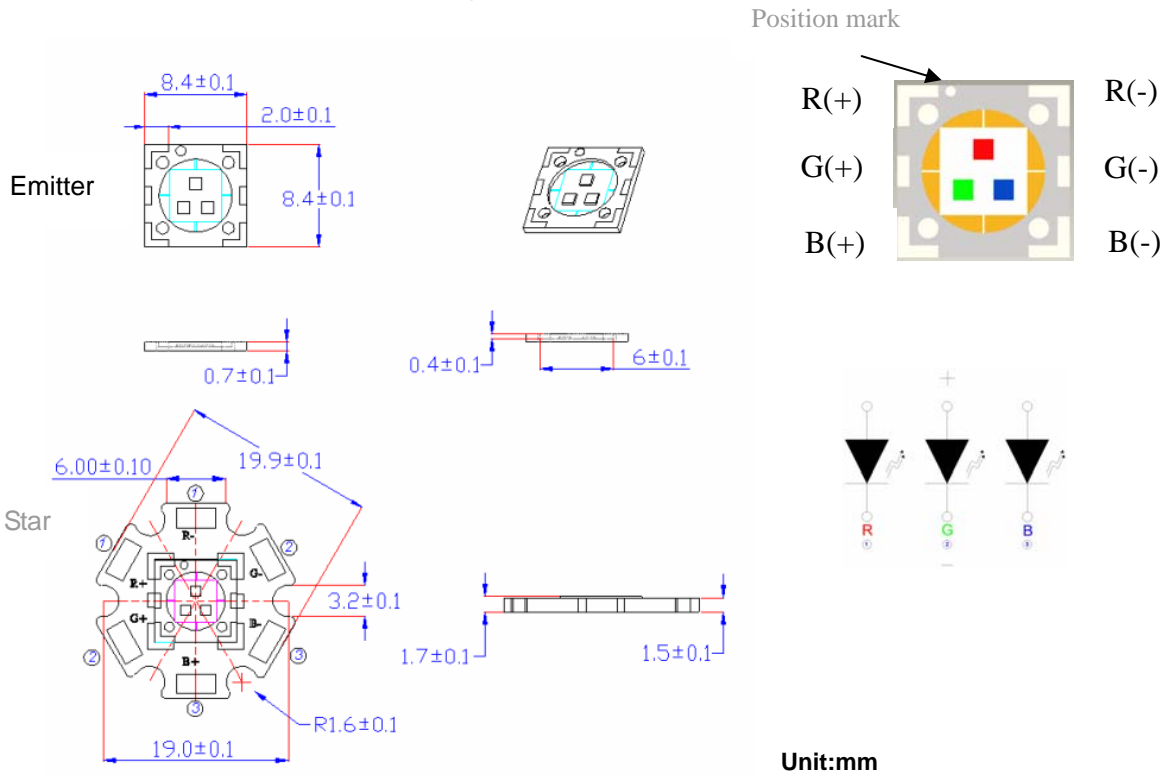 Position mark
8.4±0.1
2.0±0.1
Emitter
8.4±0.1
R(+)
R(-)
G(+)
G(-)
B(+)
B(-)
0.7±0.1
0.4±0.1
6±0.1
+
R
G
B
1
2
3
−
Star
6.00±0.10
19.9±0.1
1
1
2
R-
R+
G-
G+
B-
B+
3.2±0.1
2
3
3
R1.6±0.1
19.0±0.1
1.7±0.1
1.5±0.1
Unit:mm